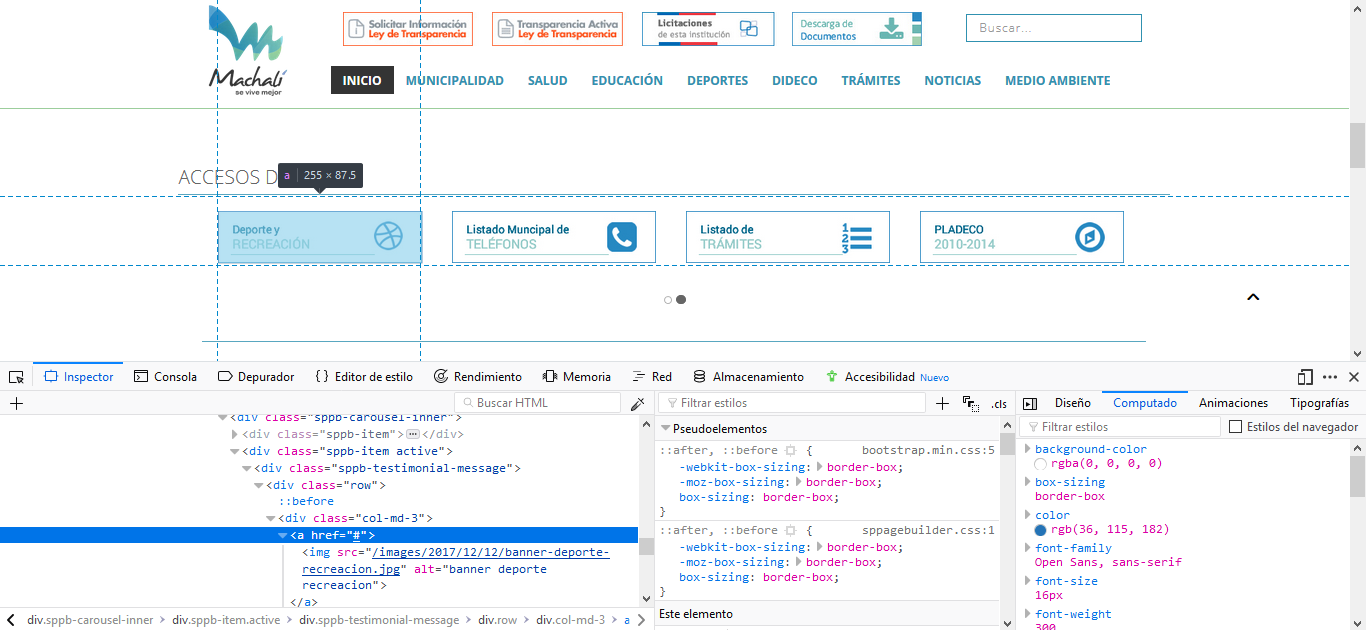 Machalí
se vive mejor
Solicitar Información
Ley de Transparencia
Transparencia Activa
Ley de Transparencia
Licitaciones
de esta Institución
Descarga de
Documentos
Buscar...
INICIO MUNICIPALIDAD SALUD EDUCACIÓN DEPORTES DIDECO TRÁMITES NOTICIAS MEDIO AMBIENTE
ACCESOS D
a 255 × 87.5
Deporte y
RECREACIÓN
Listado Muncipal de
TELÉFONOS
Listado de
TRÁMITES
1
2
3
PLADECO
2010-2014
Inspector Consola Depurador {} Editor de estilo Rendimiento Memoria Red Almacenamiento Accesibilidad Nuevo
+ Buscar HTML
<div class="sppb-carousel-inner">
<div class="sppb-item"></div>
<div class="sppb-item active">
<div class="sppb-testimonial-message">
<div class="row">
::before
<div class="col-md-3">
<a href="#">
<img src="/images/2017/12/12/banner-deporte-
recreacion.jpg" alt="banner deporte
recreacion">
</a>
div.sppb-carousel-inner > div.sppb-item.active > div.sppb-testimonial-message > div.row > div.col-md-3 > a
Filtrar estilos + .cls
Pseudoelementos
::after, ::before { bootstrap.min.css:5
-webkit-box-sizing: border-box;
-moz-box-sizing: border-box;
box-sizing: border-box;
}
::after, ::before { sppagebuilder.css:1
-webkit-box-sizing: border-box;
-moz-box-sizing: border-box;
box-sizing: border-box;
}
Este elemento
Diseño Computado Animaciones Tipografías
Filtrar estilos Estilos del navegador
background-color
rgba(0, 0, 0, 0)
box-sizing
border-box
color
rgb(36, 115, 182)
font-family
Open Sans, sans-serif
font-size
16px
font-weight
300